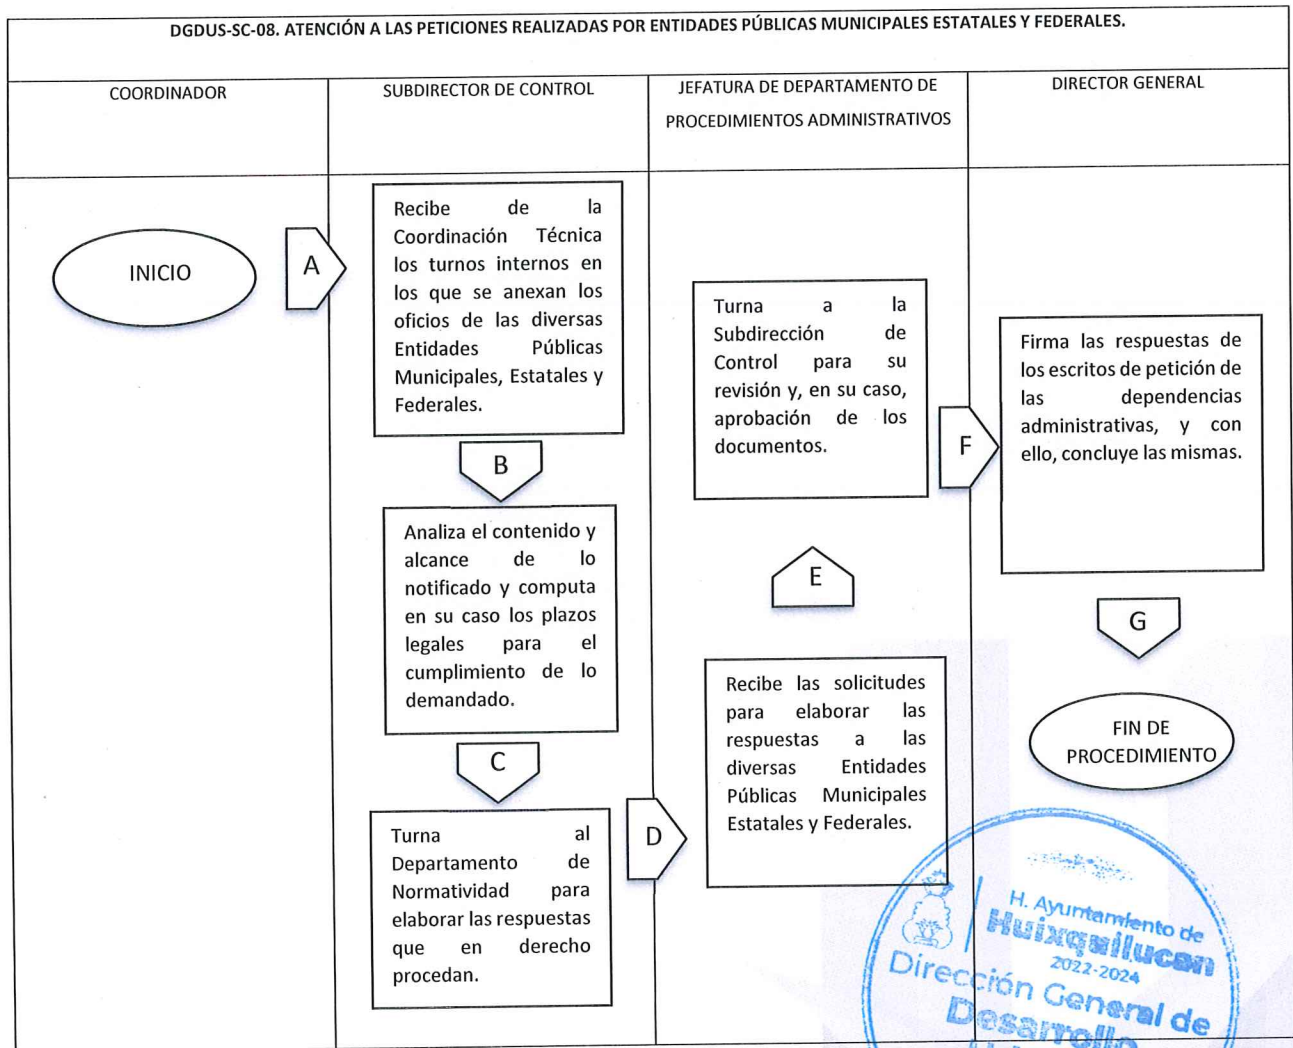 DGDUS-SC-08. ATENCIÓN A LAS PETICIONES REALIZADAS POR ENTIDADES PÚBLICAS MUNICIPALES ESTATALES Y FEDERALES.
COORDINADOR
SUBDIRECTOR DE CONTROL
JEFATURA DE DEPARTAMENTO DE
PROCEDIMIENTOS ADMINISTRATIVOS
DIRECTOR GENERAL
INICIO
A
Recibe de la
Coordinación Técnica
los turnos internos en
los que se anexan los
oficios de las diversas
Entidades Públicas
Municipales, Estatales y
Federales.
B
Analiza el contenido y
alcance de lo
notificado y computa
en su caso los plazos
legales para el
cumplimiento de lo
demandado.
C
Turna al
Departamento de
Normatividad para
elaborar las respuestas
que en derecho
procedan.
D
Recibe las solicitudes
para elaborar las
respuestas a las
diversas Entidades
Públicas Municipales
Estatales y Federales.
E
Turna a la
Subdirección de
Control para su
revisión y, en su caso,
aprobación de los
documentos.
F
Firma las respuestas de
los escritos de petición de
las dependencias
administrativas, y con
ello, concluye las mismas.
G
FIN DE
PROCEDIMIENTO
H. Ayuntamiento de
Huixquilucan
2022-2024
Dirección General de
Desarrollo